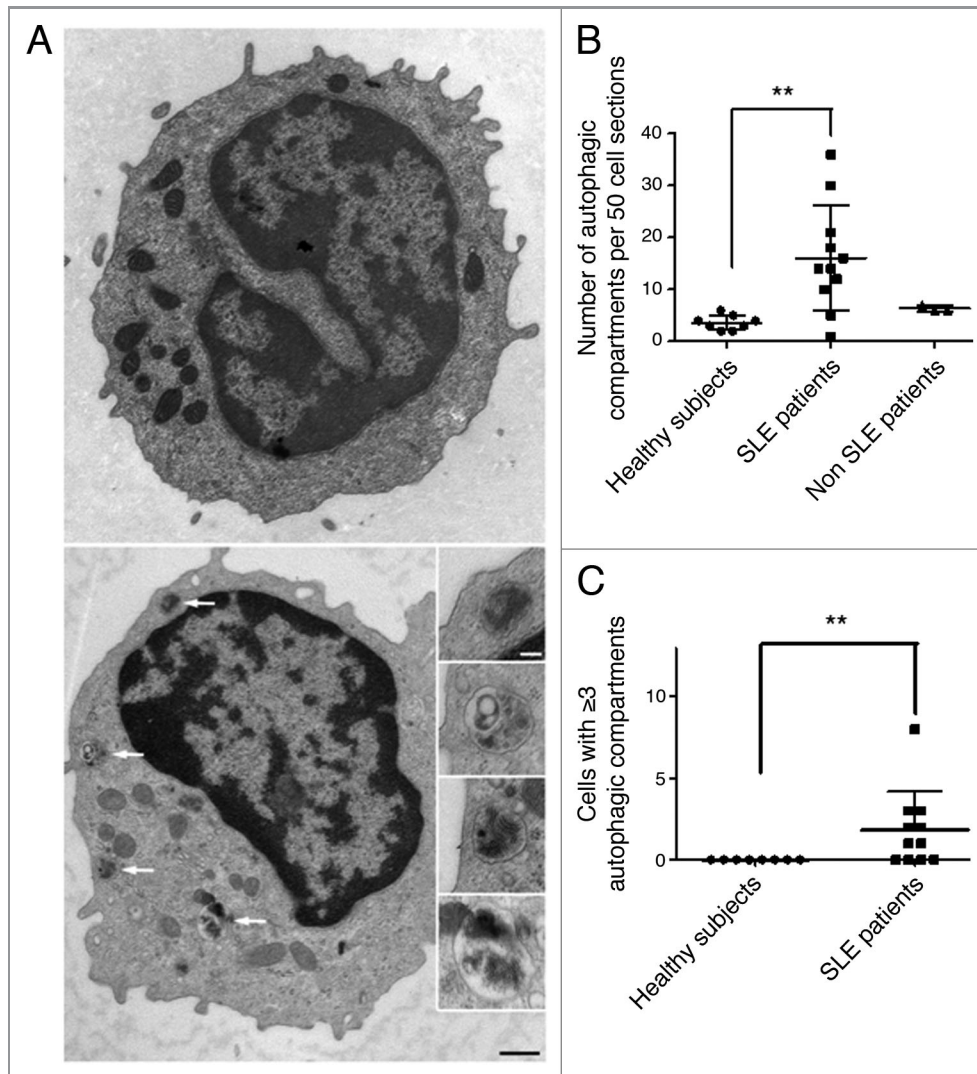 A
B
**
Number of autophagic
compartments per 50 cell sections
40
30
20
10
0
Healthy subjects
SLE patients
Non SLE patients
C
**
Cells with ≥3
autophagic compartments
10
5
0
Healthy subjects
SLE patients